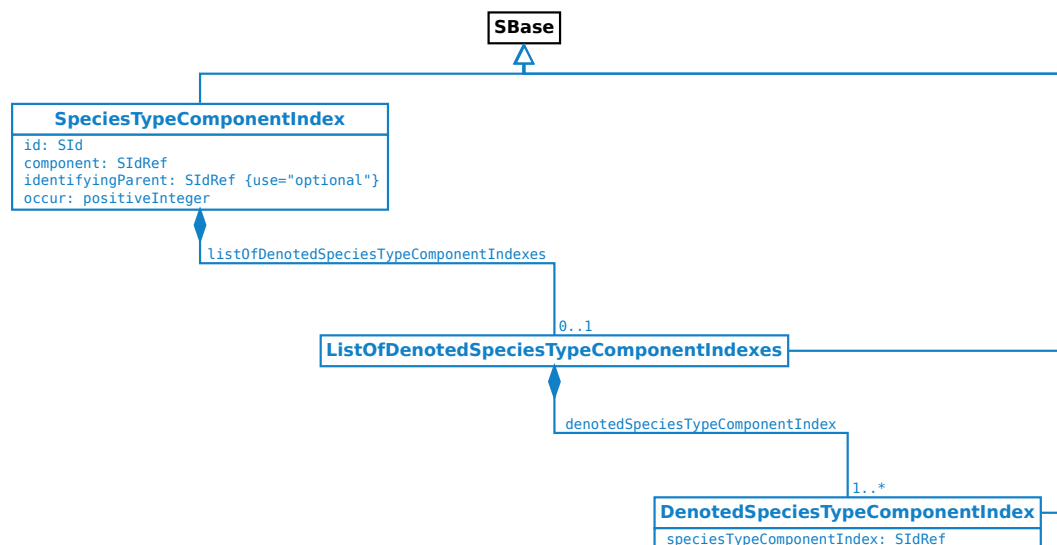 SBase
SpeciesTypeComponentIndex
id: SId
component: SIdRef
identifyingParent: SIdRef {use="optional"}
occur: positiveInteger
listOfDenotedSpeciesTypeComponentIndexes
0..1
ListOfDenotedSpeciesTypeComponentIndexes
denotedSpeciesTypeComponentIndex
1..*
DenotedSpeciesTypeComponentIndex
speciesTypeComponentIndex: SIdRef